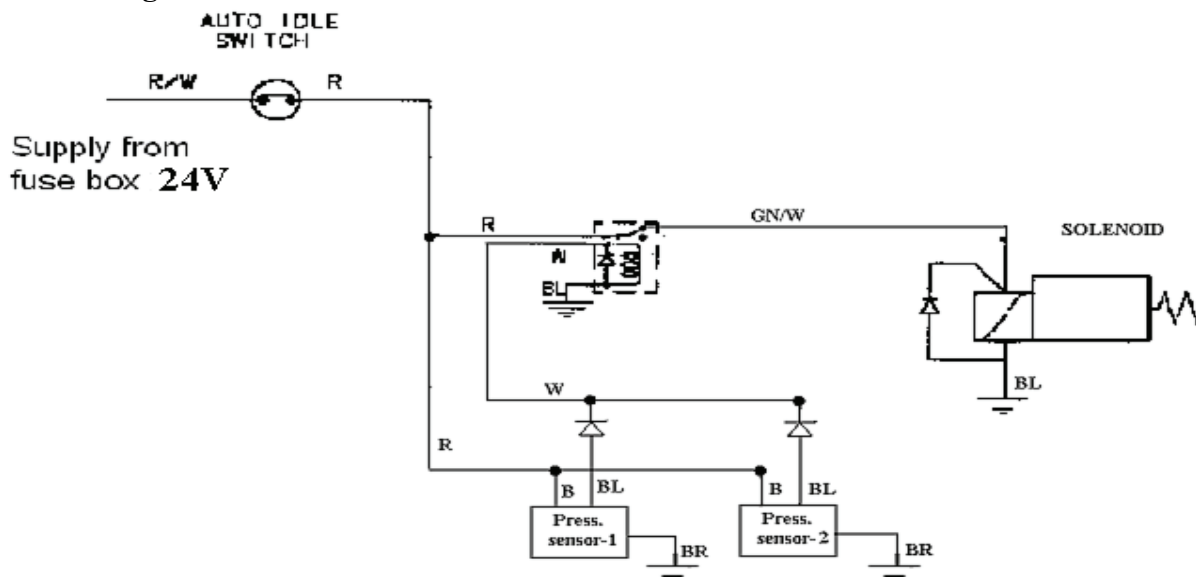 AUTO IDLE
SWITCH
R/W
R
Supply from
fuse box 24V
R
GN/W
SOLENOID
W
BL
BL
W
R
B
BL
B
BL
Press.
sensor-1
Press.
sensor-2
BR
BR